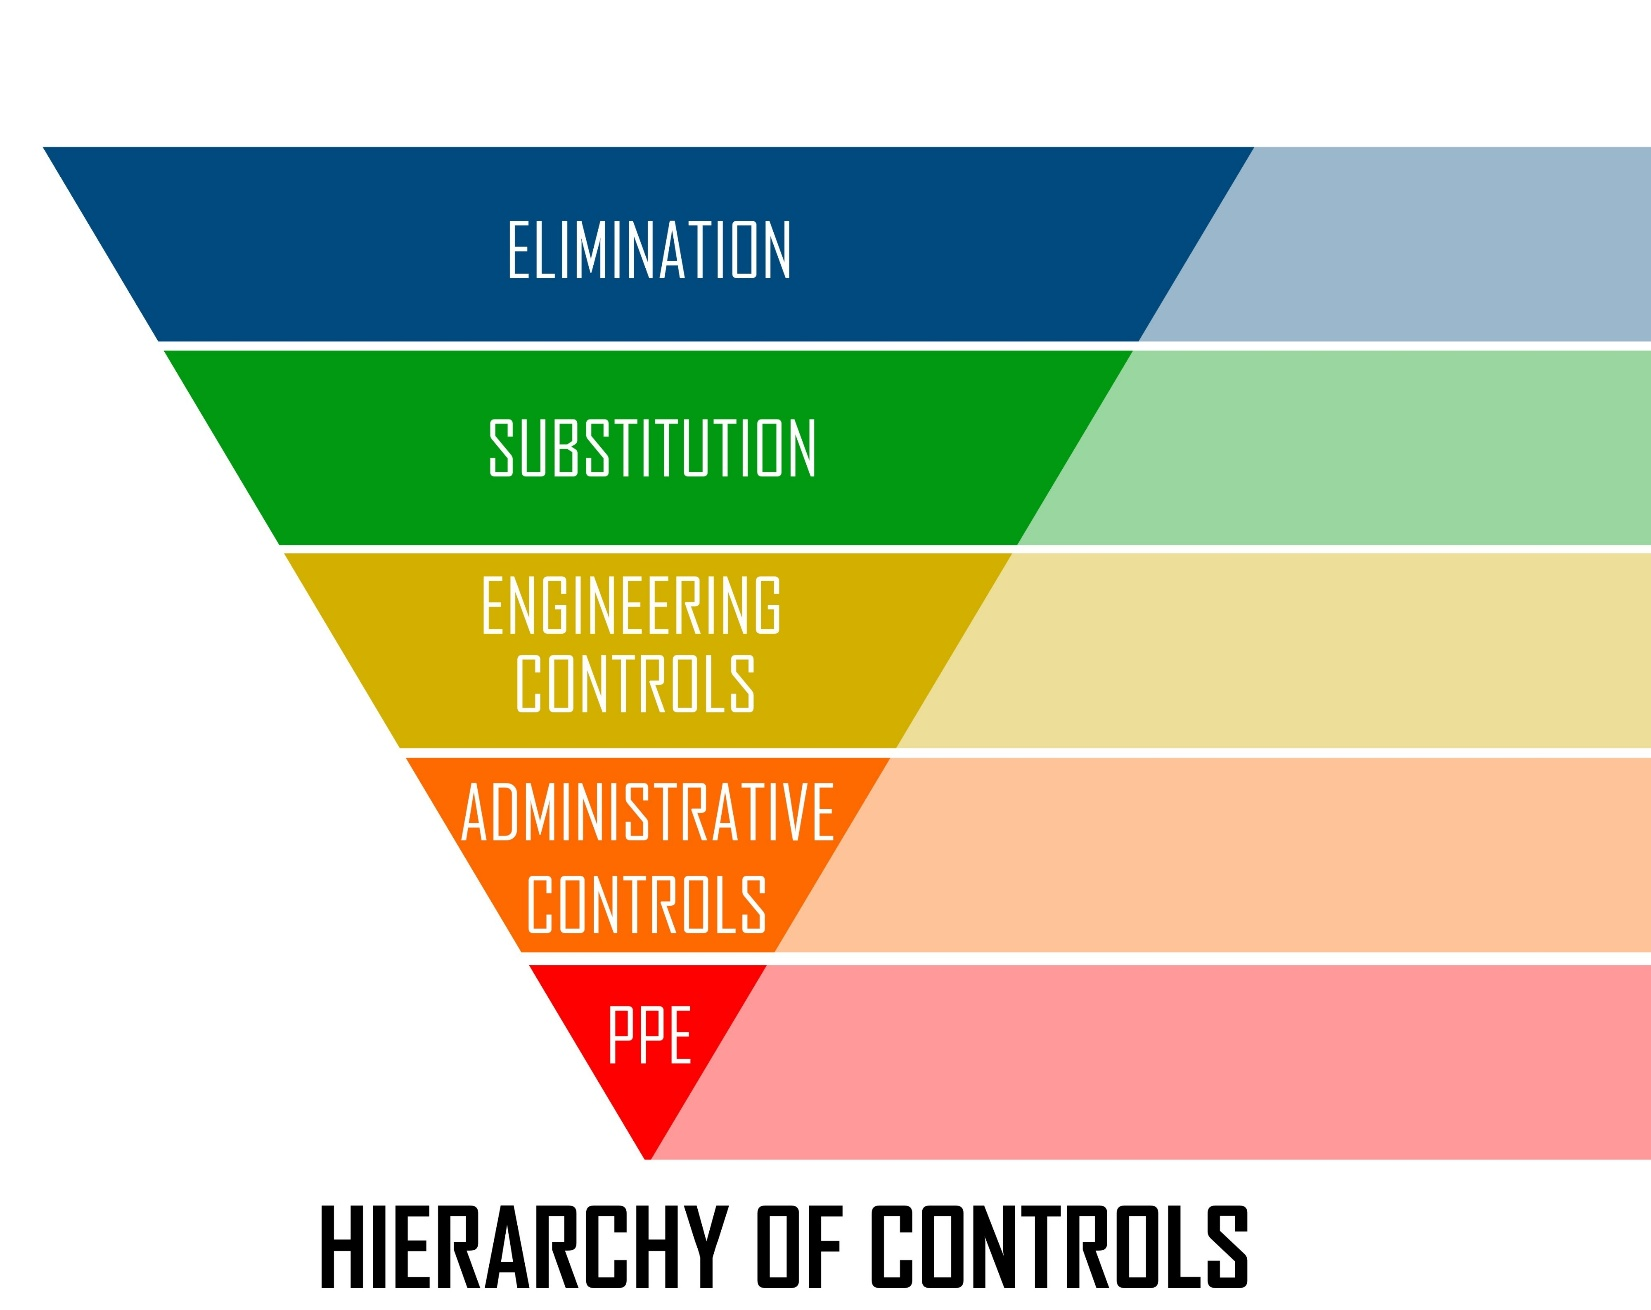 ELIMINATION
SUBSTITUTION
ENGINEERING
CONTROLS
ADMINISTRATIVE
CONTROLS
PPE
HIERARCHY OF CONTROLS